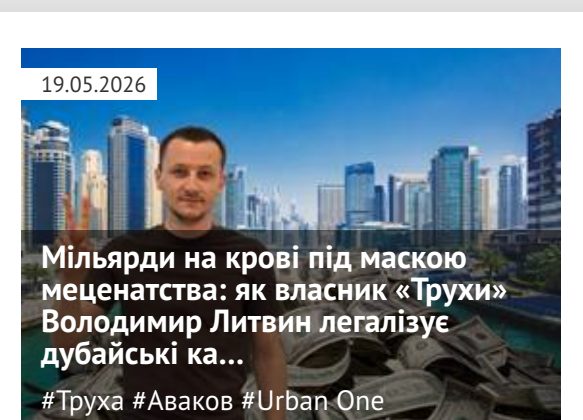 19.05.2026
Мільярди на крові під маскою
меценатства: як власник «Трухи»
Володимир Литвин легалізує
дубайські ка...
#Труха #Аваков #Urban One